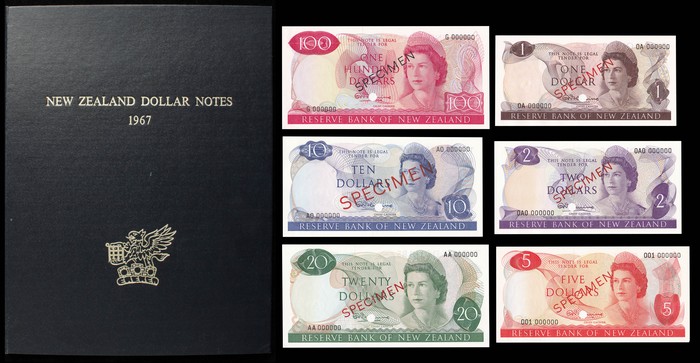 NEW ZEALAND DOLLAR NOTES
1967
100
G 000000
THIS NOTE IS LEGAL
TENDER FOR
ONE
HUNDRED
DOLLARS
SPECIMEN
G 000000
100
RESERVE BANK OF NEW ZEALAND
10
A0 000000
THIS NOTE IS LEGAL
TENDER FOR
TEN
DOLLARS
SPECIMEN
A0 000000
10
RESERVE BANK OF NEW ZEALAND
20
AA 000000
THIS NOTE IS LEGAL
TENDER FOR
TWENTY
DOLLARS
SPECIMEN
AA 000000
20
RESERVE BANK OF NEW ZEALAND
1
0A 000000
THIS NOTE IS LEGAL
TENDER FOR
ONE
DOLLAR
SPECIMEN
0A 000000
1
RESERVE BANK OF NEW ZEALAND
2
0A0 000000
THIS NOTE IS LEGAL
TENDER FOR
TWO
DOLLARS
SPECIMEN
0A0 000000
2
RESERVE BANK OF NEW ZEALAND
5
001 000000
THIS NOTE IS LEGAL
TENDER FOR
FIVE
DOLLARS
SPECIMEN
001 000000
5
RESERVE BANK OF NEW ZEALAND